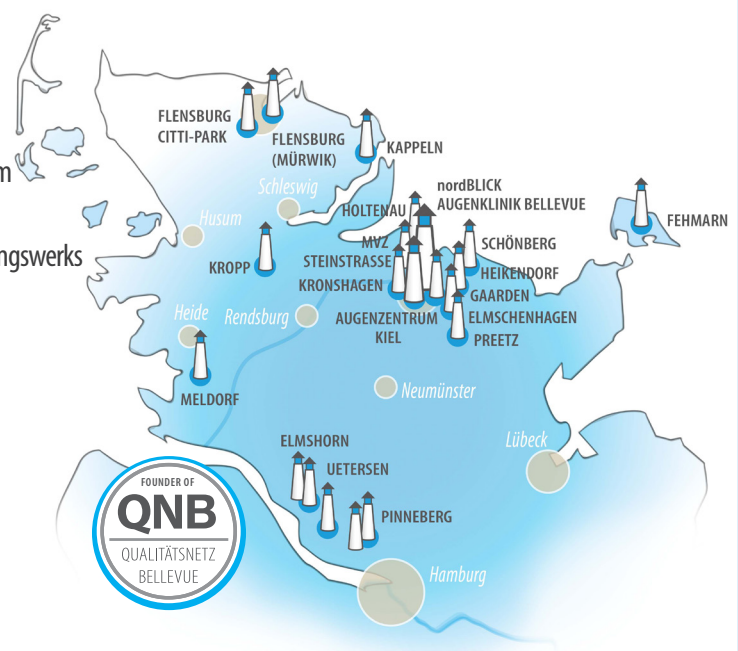 m
ngswerks
FLENSBURG
CITTI-PARK
FLENSBURG
(MÜRWIK)
KAPPELN
Schleswig
nordBLICK
AUGENKLINIK BELLEVUE
HOLTENAU
FEHMARN
Husum
MVZ
STEINSTRASSE
SCHÖNBERG
KROPP
HEIKENDORF
KRONSHAGEN
GAARDEN
Heide
Rendsburg
AUGENZENTRUM
KIEL
ELMSCHENHAGEN
PREETZ
MELDORF
Neumünster
ELMSHORN
Lübeck
UETERSEN
PINNEBERG
FOUNDER OF
QNB
QUALITÄTSNETZ
BELLEVUE
Hamburg